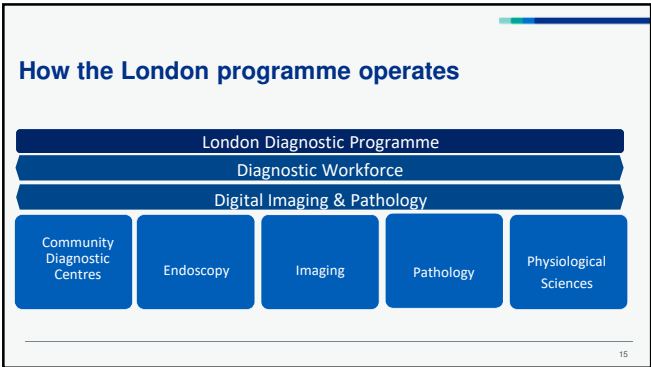 How the London programme operates
London Diagnostic Programme
Diagnostic Workforce
Digital Imaging & Pathology
Community
Diagnostic
Centres
Endoscopy
Imaging
Pathology
Physiological
Sciences
15